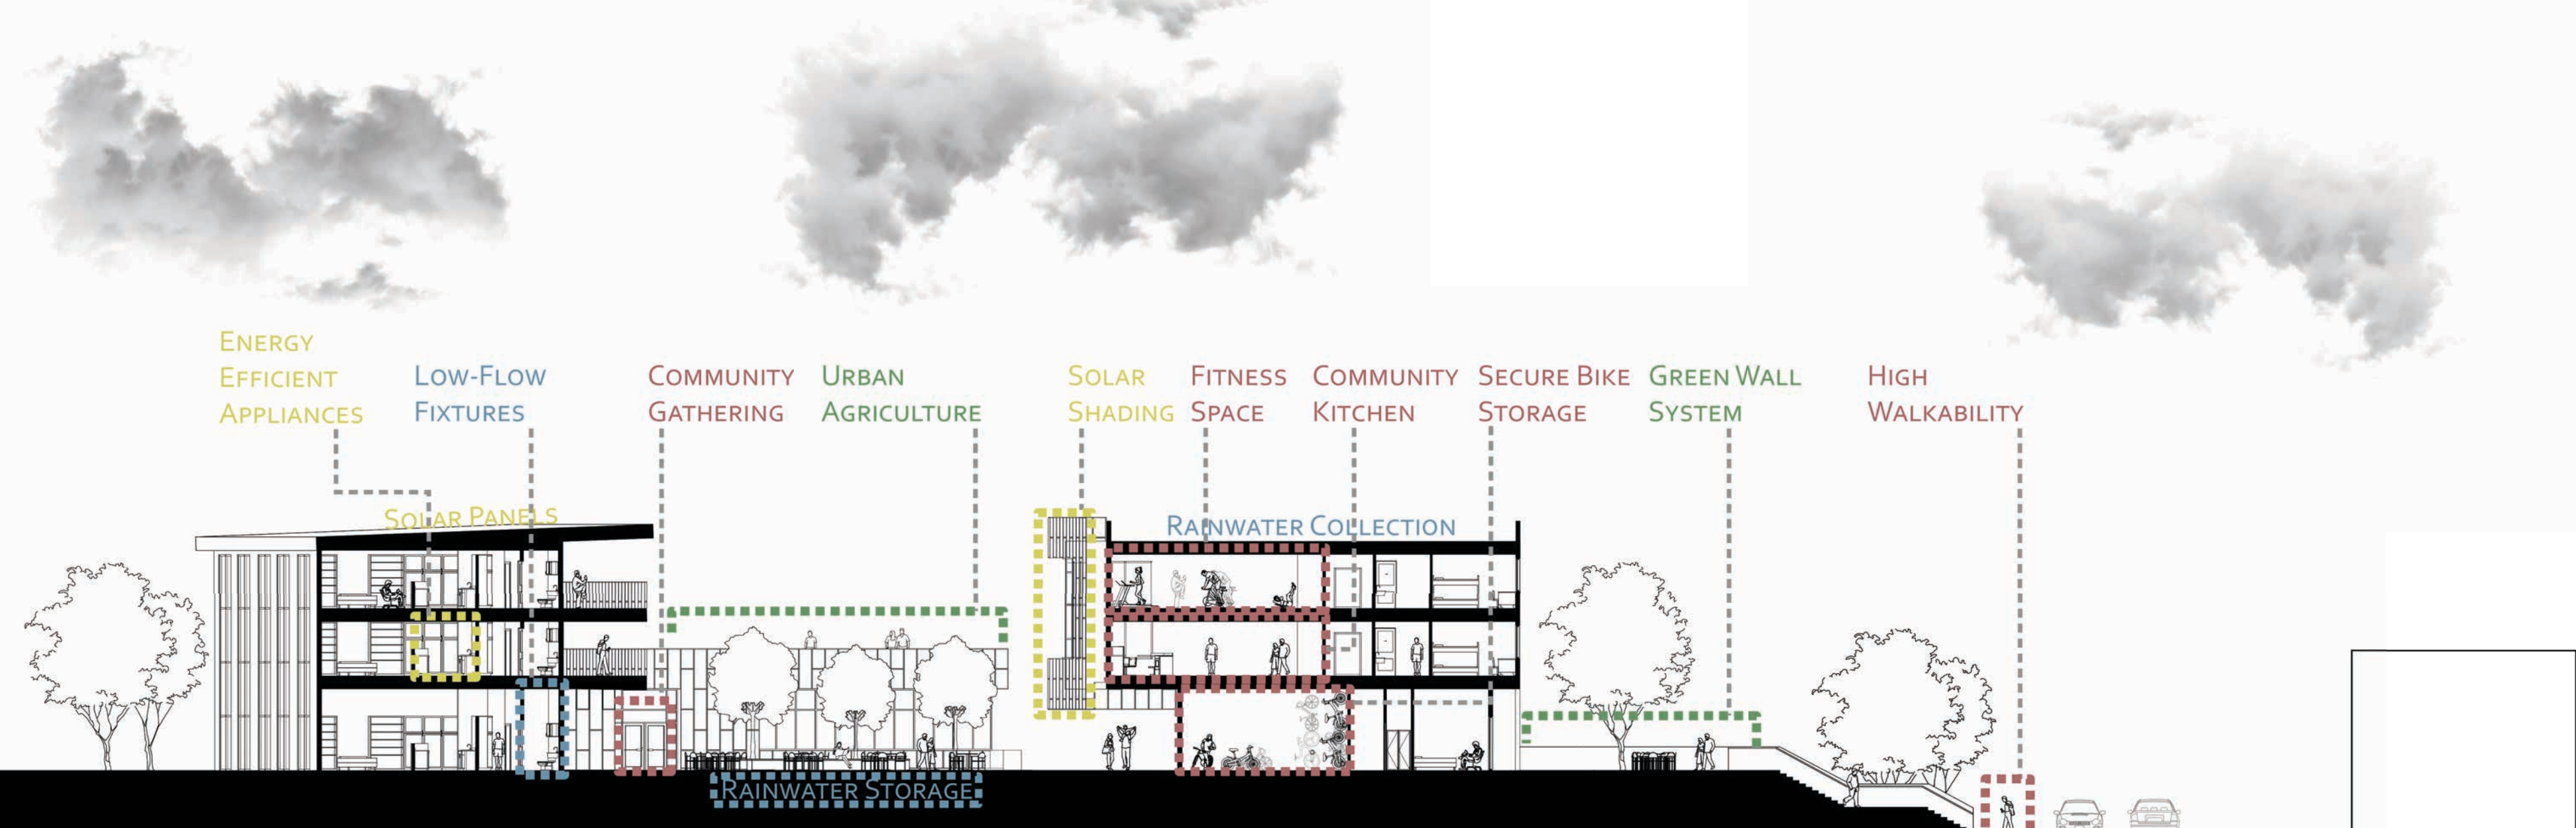 Energy
Efficient
Appliances
Low-Flow
Fixtures
Community
Gathering
Urban
Agriculture
Solar
Shading
Fitness
Space
Community
Kitchen
Secure Bike
Storage
Green Wall
System
High
Walkability
Solar Panels
Rainwater Collection
Rainwater Storage